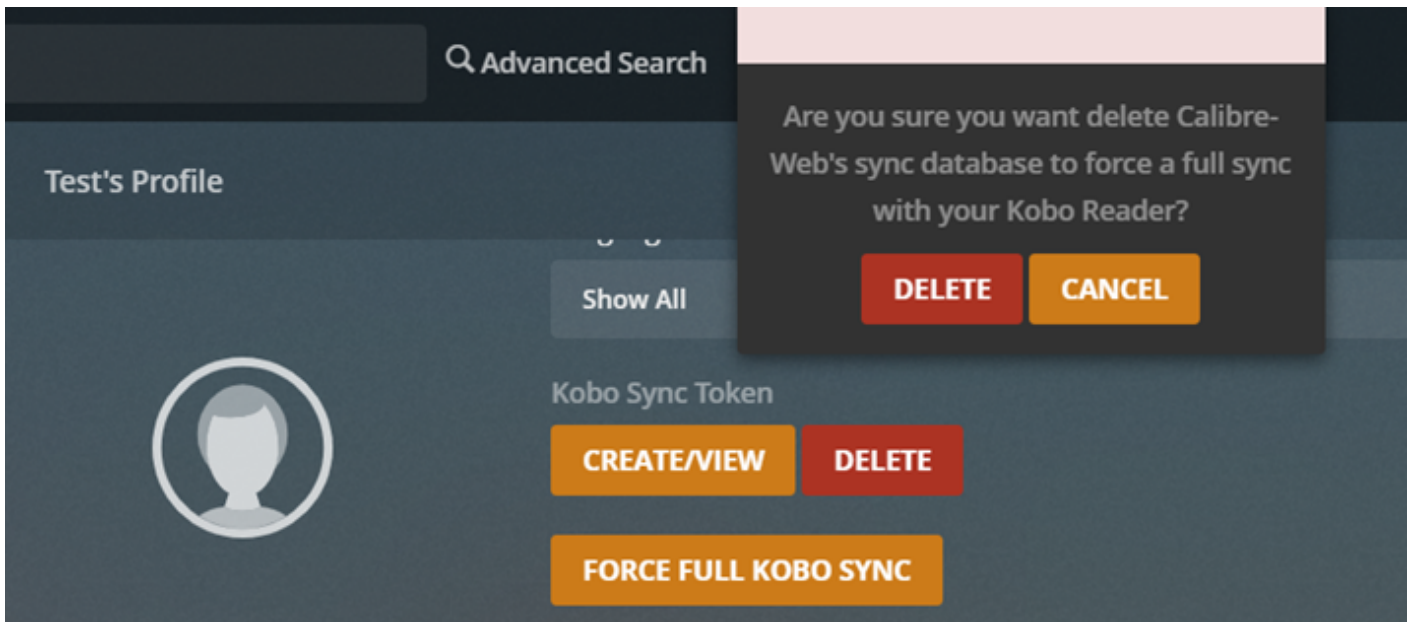 Advanced Search
Are you sure you want delete Calibre-
Web's sync database to force a full sync
with your Kobo Reader?
DELETE CANCEL
Test's Profile
Show All
Kobo Sync Token
CREATE/VIEW DELETE
FORCE FULL KOBO SYNC